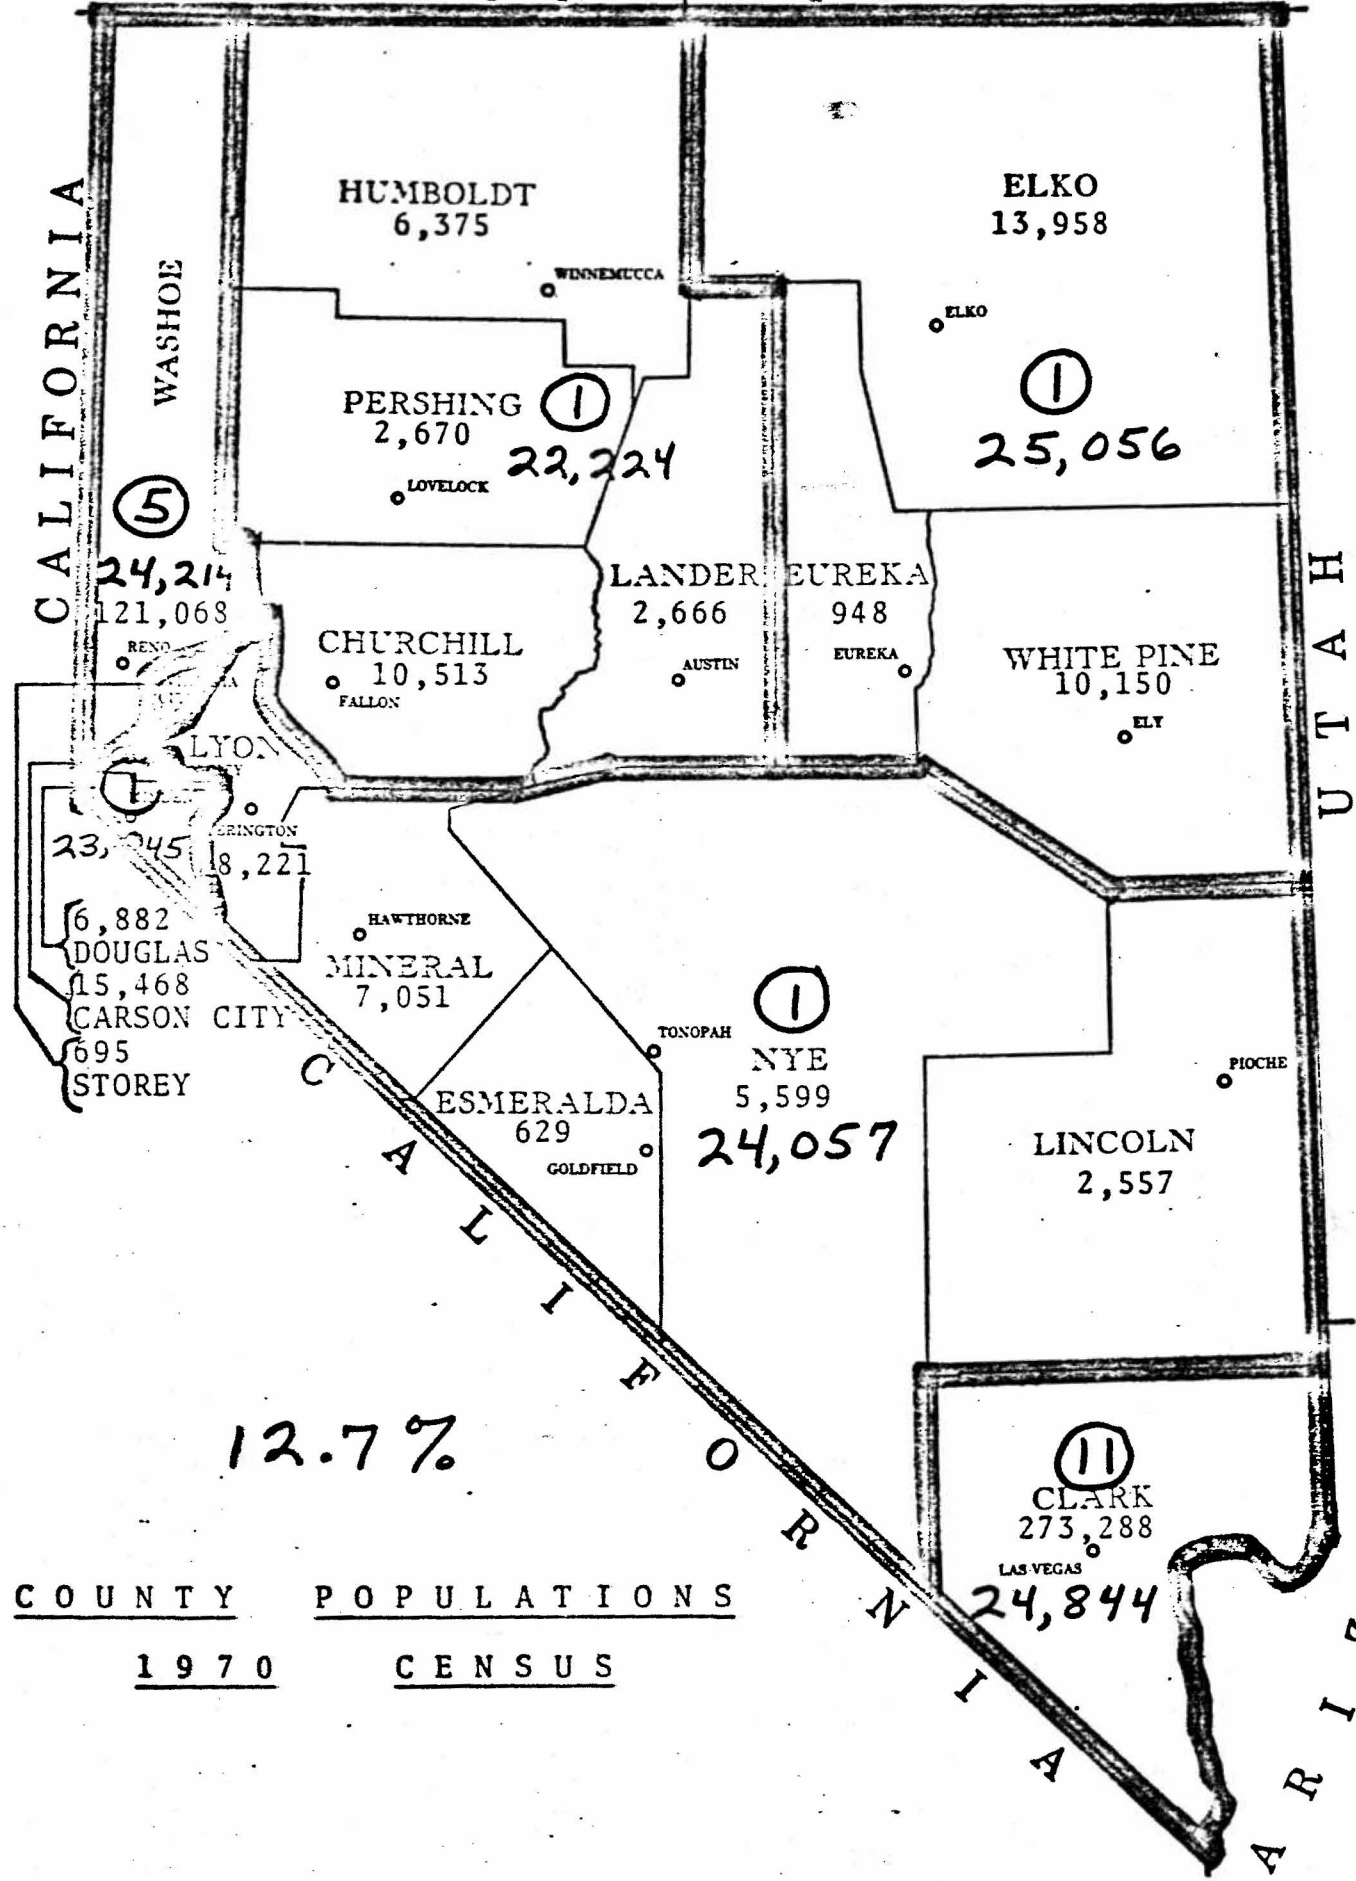 CALIFORNIA
WASHOE
HUMBOLDT
6,375
WINNEMUCCA
ELKO
13,958
ELKO
1
25,056
PERSHING
2,670
1
22,224
LOVELOCK
5
24,214
121,068
RENO
LANDER
2,666
AUSTIN
EUREKA
948
EUREKA
CHURCHILL
10,513
FALLON
WHITE PINE
10,150
ELY
UTAH
LYON
1
ERINGTON
8,221
6,882
DOUGLAS
15,468
CARSON CITY
695
STOREY
HAWTHORNE
MINERAL
7,051
TONOPAH
1
NYE
5,599
24,057
ESMERALDA
629
GOLDFIELD
PIOCHE
LINCOLN
2,557
CALIFORNIA
12.7%
11
CLARK
273,288
LAS VEGAS
24,844
COUNTY POPULATIONS
1970 CENSUS
ARIZ